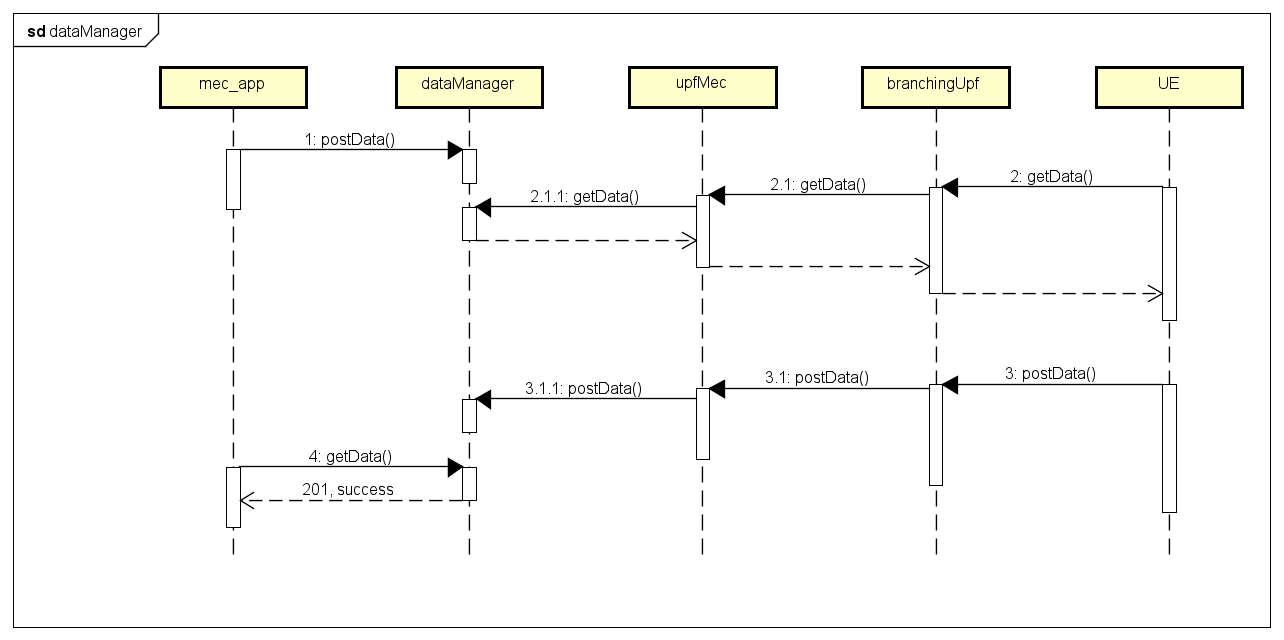 sd dataManager
mec_app
dataManager
upfMec
branchingUpf
UE
1: postData()
2: getData()
2.1: getData()
2.1.1: getData()
3: postData()
3.1: postData()
3.1.1: postData()
4: getData()
201, success